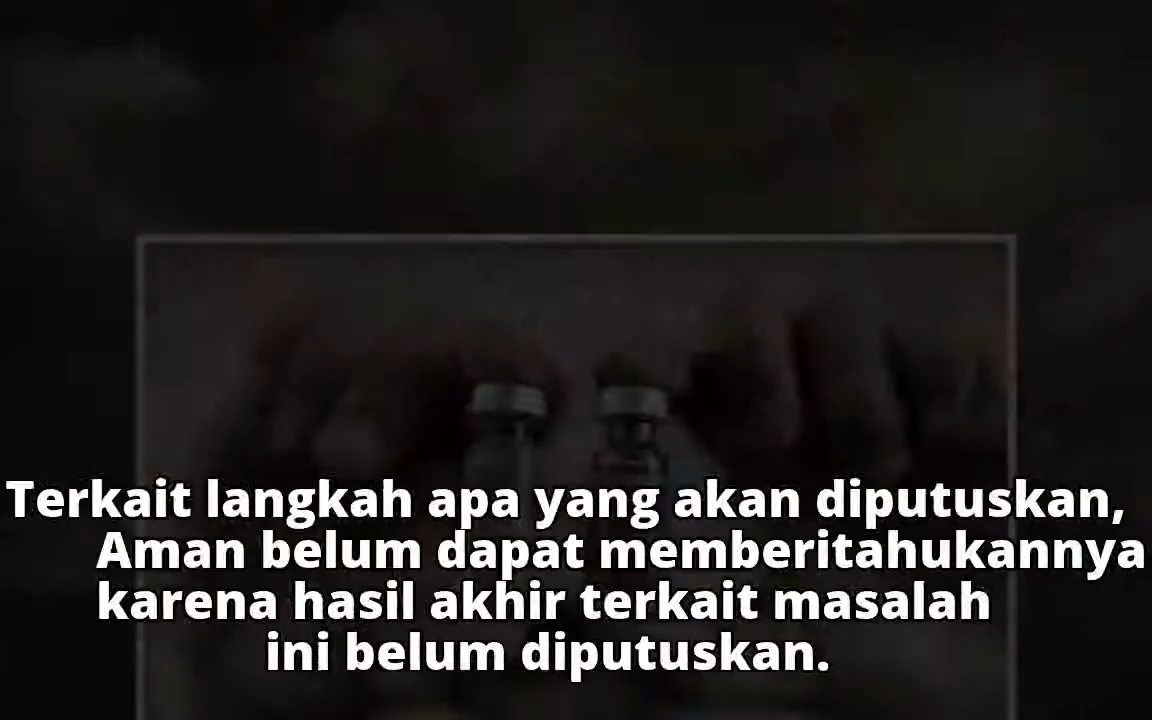 Terkait langkah apa yang akan diputuskan,
Aman belum dapat memberitahukannya
karena hasil akhir terkait masalah
ini belum diputuskan.